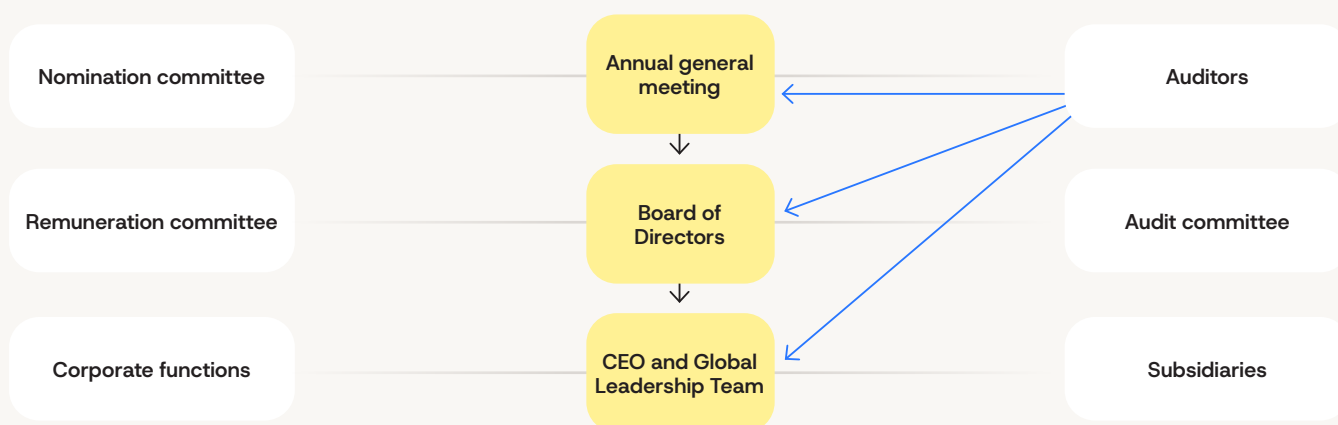 Nomination committee
Annual general
meeting
Auditors
Remuneration committee
Board of
Directors
Audit committee
Corporate functions
CEO and Global
Leadership Team
Subsidiaries